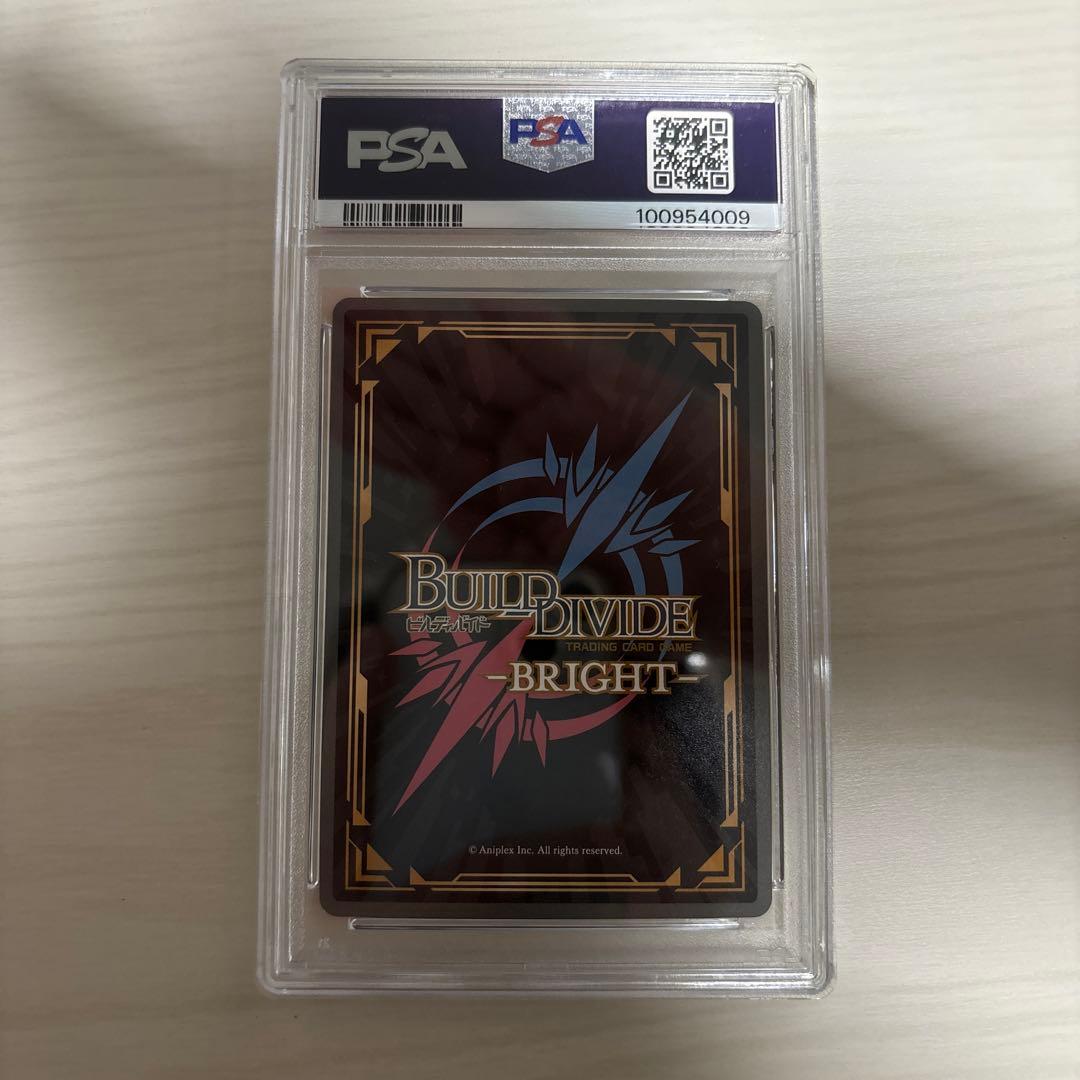 PSA
PSA
100954009
BUILD DIVIDE
ビルディバイド
TRADING CARD GAME
-BRIGHT-
© Aniplex Inc. All rights reserved.